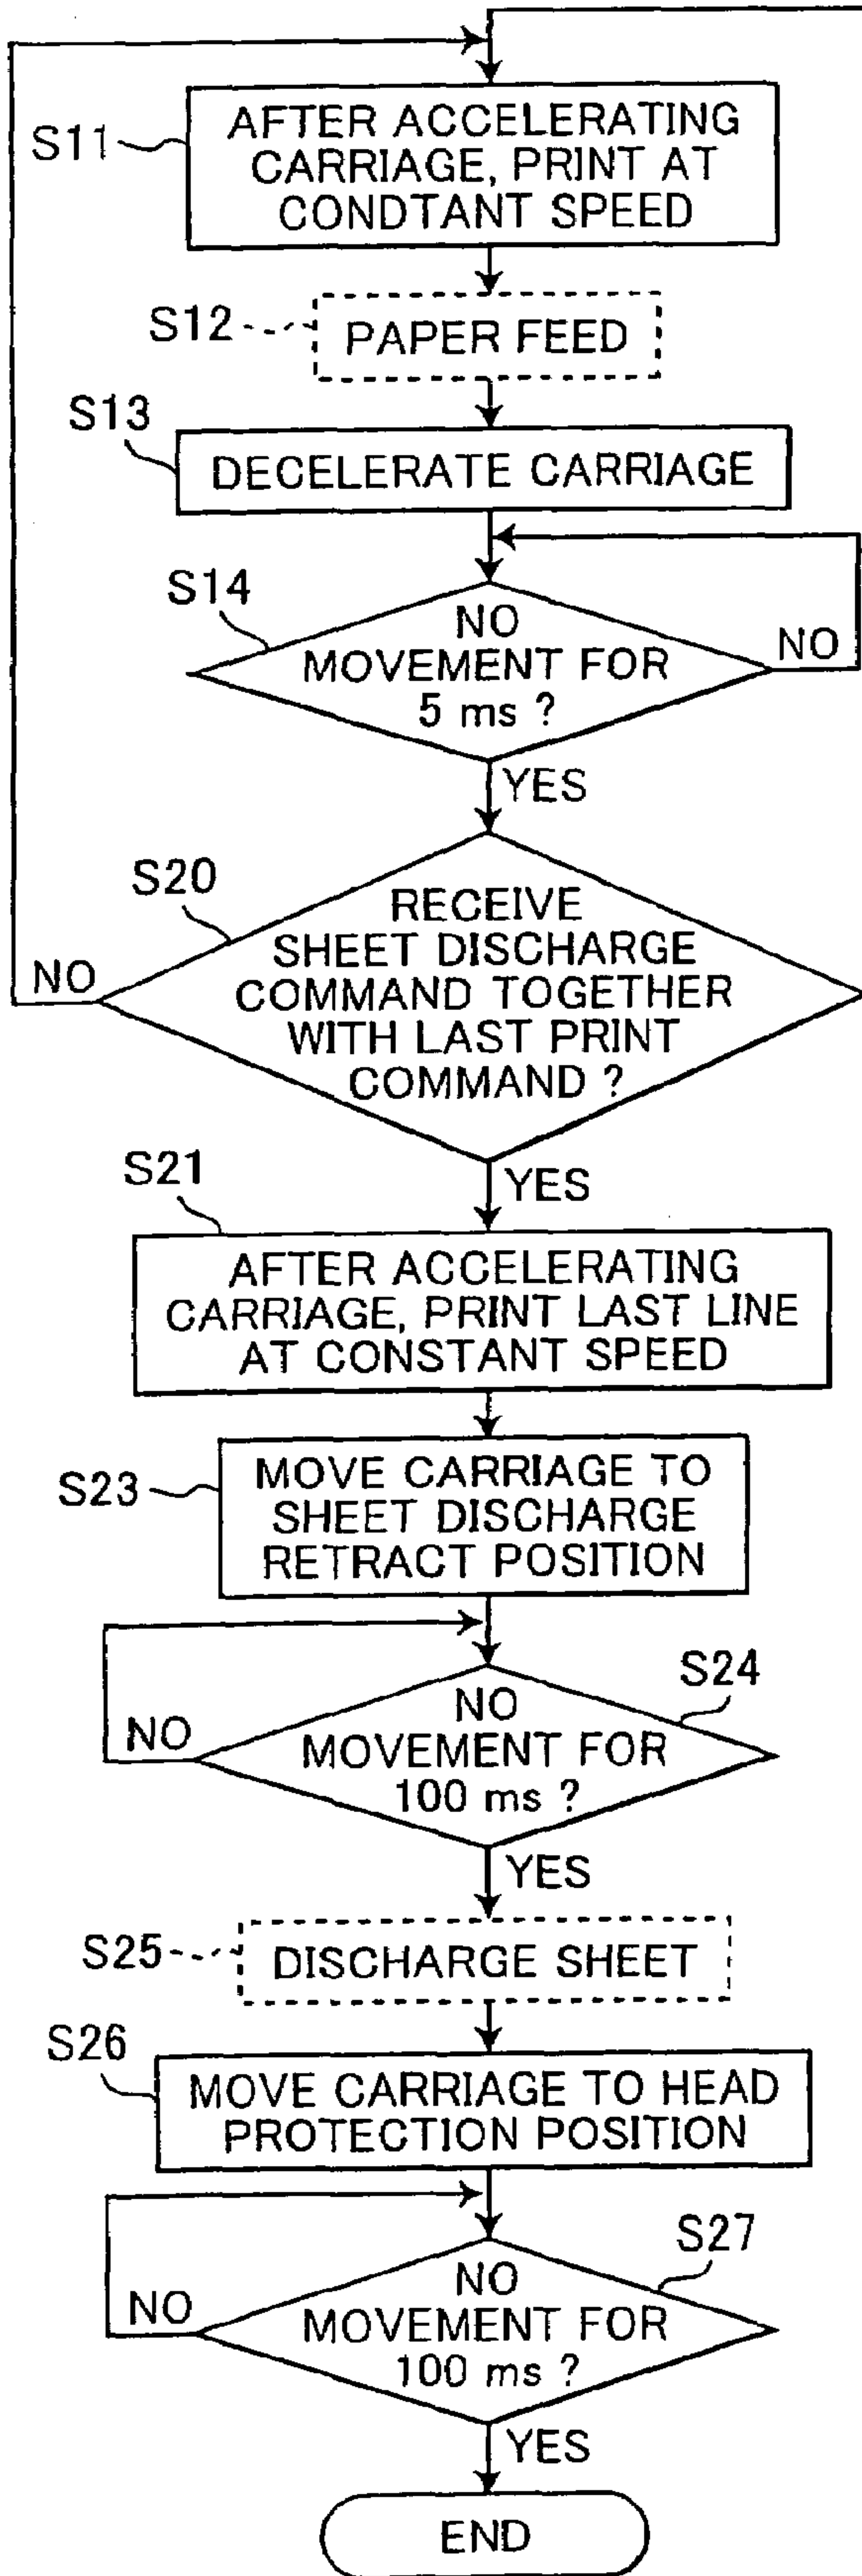 S11
AFTER ACCELERATING
CARRIAGE, PRINT AT
CONDTANT SPEED
S12
PAPER FEED
S13
DECELERATE CARRIAGE
S14
NO
MOVEMENT FOR
5 ms ?
NO
YES
S20
RECEIVE
SHEET DISCHARGE
COMMAND TOGETHER
WITH LAST PRINT
COMMAND ?
NO
YES
S21
AFTER ACCELERATING
CARRIAGE, PRINT LAST LINE
AT CONSTANT SPEED
S23
MOVE CARRIAGE TO
SHEET DISCHARGE
RETRACT POSITION
S24
NO
MOVEMENT FOR
100 ms ?
NO
YES
S25
DISCHARGE SHEET
S26
MOVE CARRIAGE TO HEAD
PROTECTION POSITION
S27
NO
MOVEMENT FOR
100 ms ?
NO
YES
END